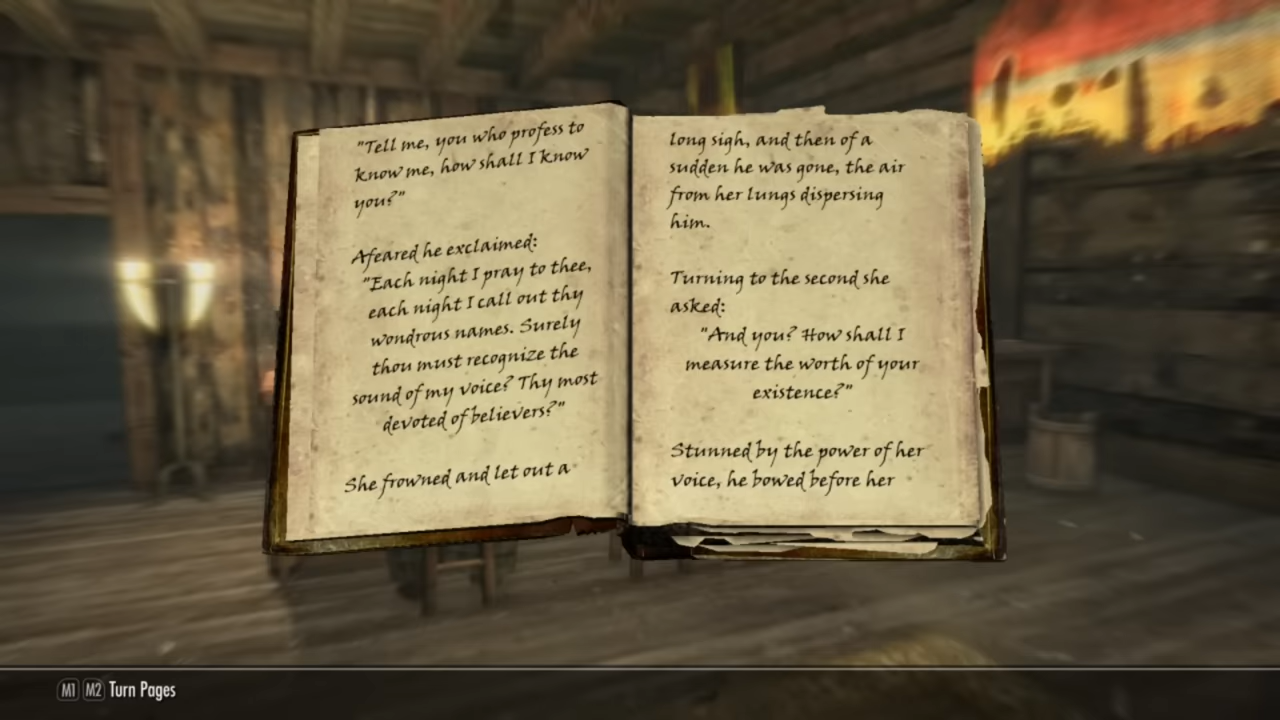 "Tell me, you who profess to
know me, how shall I know
you?"
Afeared he exclaimed:
"Each night I pray to thee,
each night I call out thy
wondrous names. Surely
thou must recognize the
sound of my voice? Thy most
devoted of believers?"
She frowned and let out a
long sigh, and then of a
sudden he was gone, the air
from her lungs dispersing
him.
Turning to the second she
asked:
"And you? How shall I
measure the worth of your
existence?"
Stunned by the power of her
voice, he bowed before her
M1 M2 Turn Pages